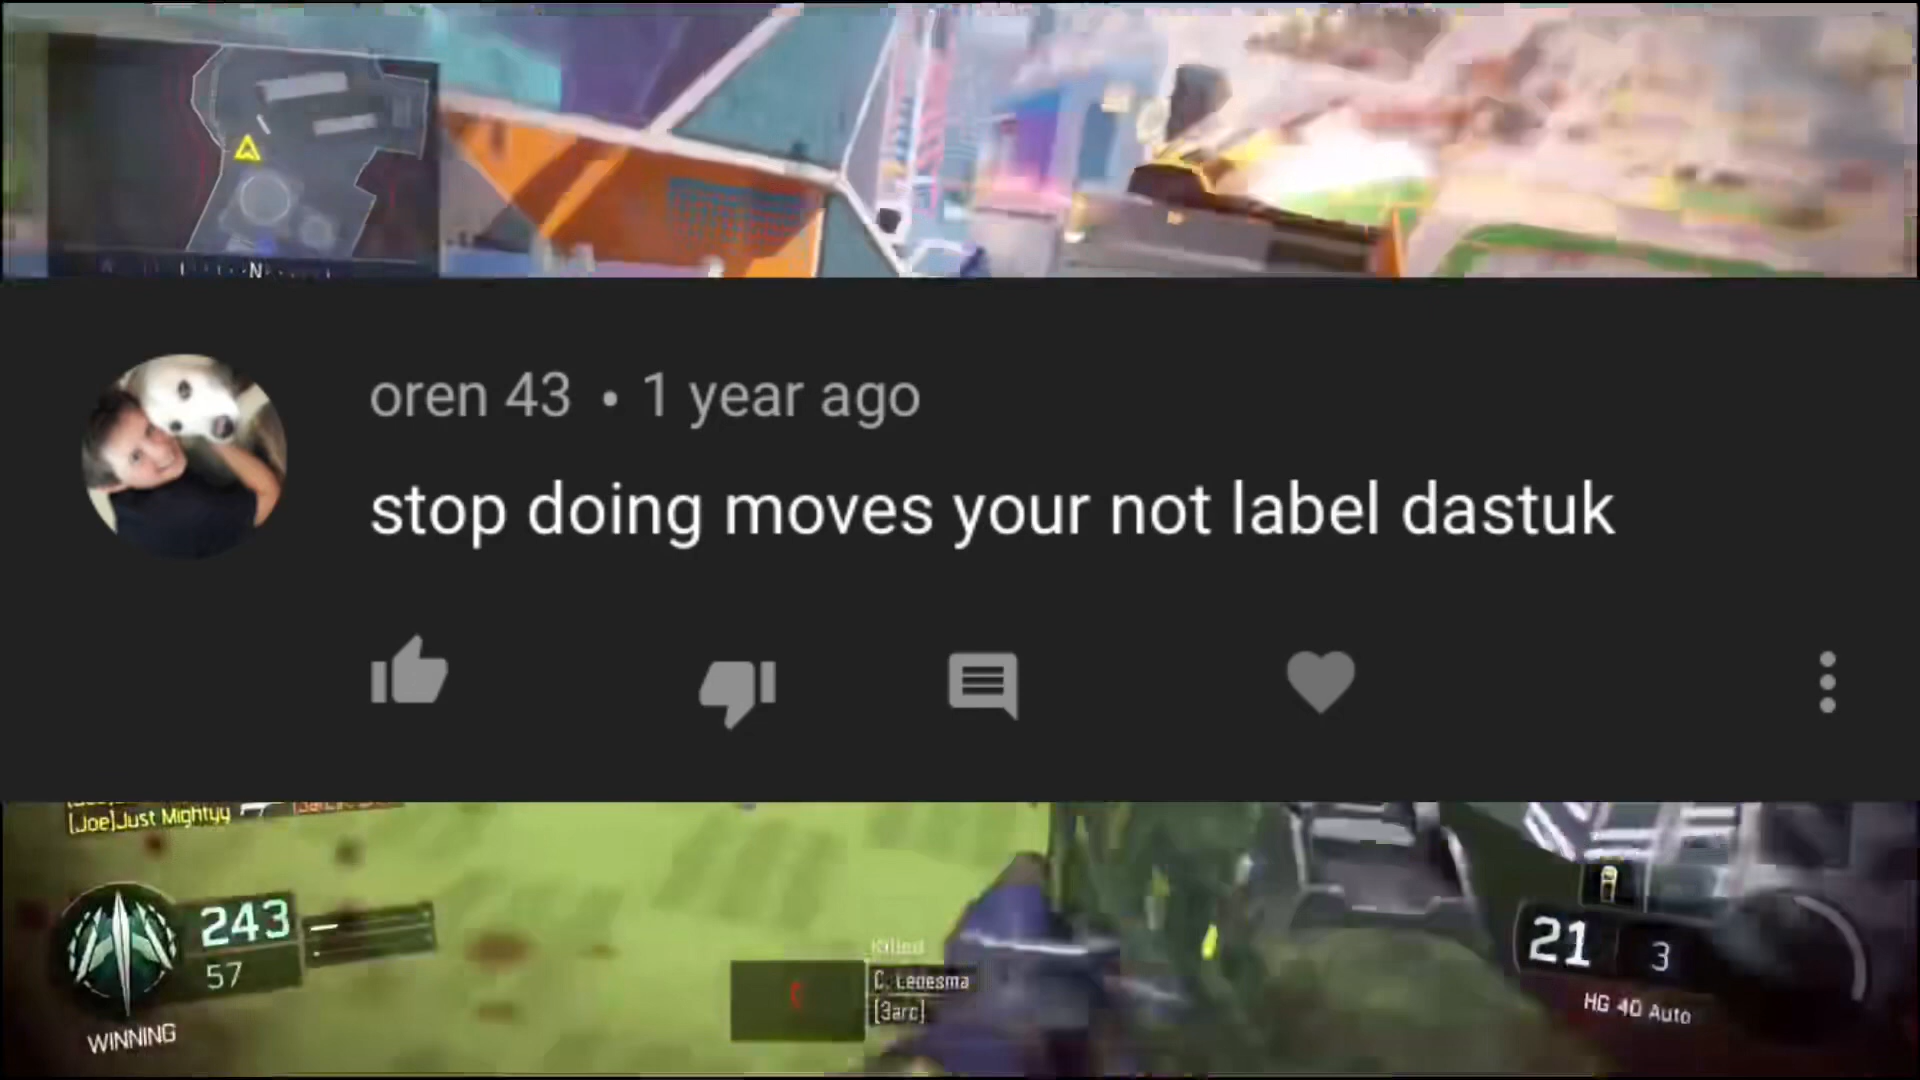 N
oren 43 • 1 year ago
stop doing moves your not label dastuk
[Joe]Just Mightyy
243
57
WINNING
Killed
C. Ledesma
[3arc]
21
3
HG 40 Auto